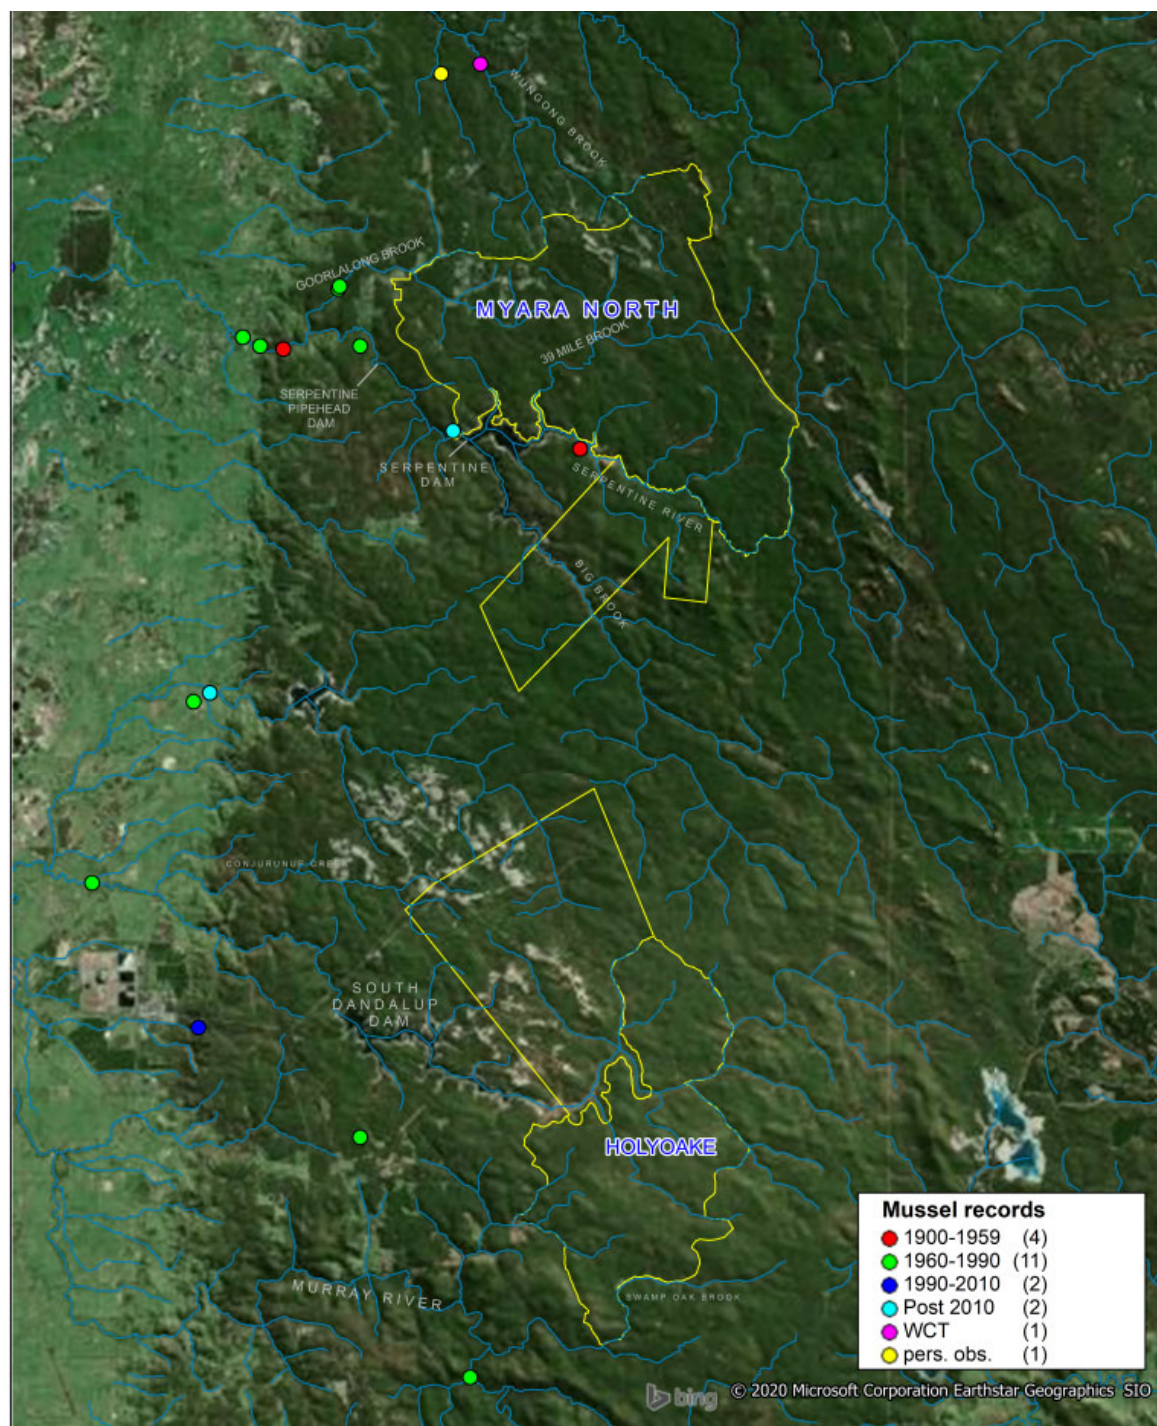 WUNGONG BROOK
GOORLALONG BROOK
MYARA NORTH
39 MILE BROOK
SERPENTINE
PIPEHEAD
DAM
SERPENTINE
DAM
SERPENTINE RIVER
BIG BROOK
CONJURUNUP CREEK
SOUTH
DANDALUP
DAM
HOLYOAKE
MURRAY RIVER
SWAMP OAK BROOK
Mussel records
1900-1959 (4)
1960-1990 (11)
1990-2010 (2)
Post 2010 (2)
WCT (1)
pers. obs. (1)
bing
© 2020 Microsoft Corporation Earthstar Geographics SIO